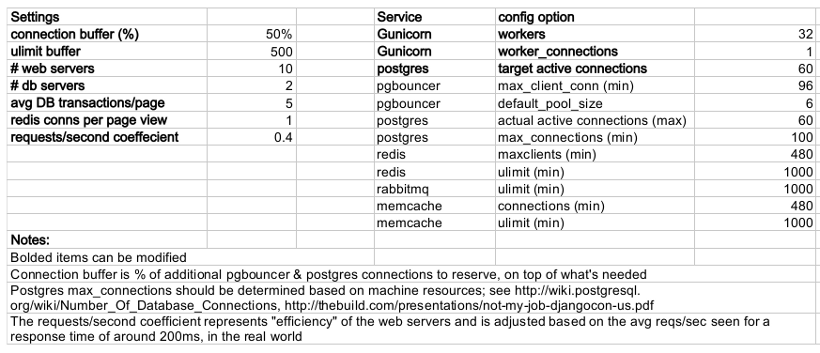 Settings Service config option
connection buffer (%) 50% Gunicorn workers 32
ulimit buffer 500 Gunicorn worker_connections 1
# web servers 10 postgres target active connections 60
# db servers 2 pgbouncer max_client_conn (min) 96
avg DB transactions/page 5 pgbouncer default_pool_size 6
redis conns per page view 1 postgres actual active connections (max) 60
requests/second coeffecient 0.4 postgres max_connections (min) 100
redis maxclients (min) 480
redis ulimit (min) 1000
rabbitmq ulimit (min) 1000
memcache connections (min) 480
memcache ulimit (min) 1000
Notes:
Bolded items can be modified
Connection buffer is % of additional pgbouncer & postgres connections to reserve, on top of what's needed
Postgres max_connections should be determined based on machine resources; see http://wiki.postgresql.
org/wiki/Number_Of_Database_Connections, http://thebuild.com/presentations/not-my-job-djangocon-us.pdf
The requests/second coefficient represents "efficiency" of the web servers and is adjusted based on the avg reqs/sec seen for a
response time of around 200ms, in the real world